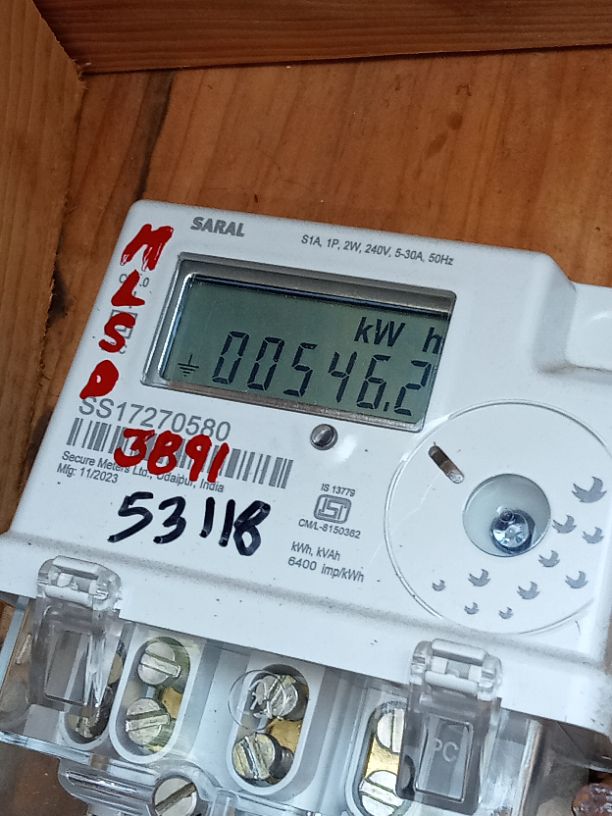 SARAL
S1A, 1P, 2W, 240V, 5-30A, 50Hz
MLSD
kW h
00546.2
SS17270580
3891
Secure Meters Ltd., Udaipur, India
Mfg: 11/2023
53118
IS 13779
ISI
CM/L-8150362
kWh, kVAh
6400 imp/kWh
PC